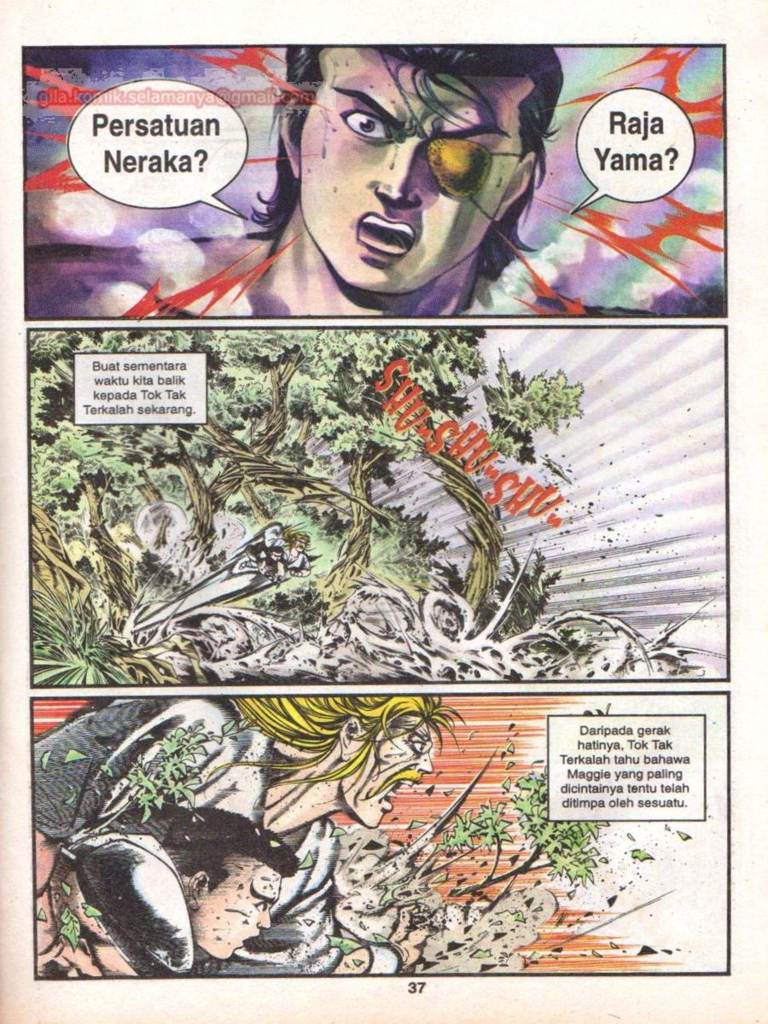 gila.komik.selamanya@gmail.com
Persatuan
Neraka?
Raja
Yama?
Buat sementara
waktu kita balik
kepada Tok Tak
Terkalah sekarang.
SHU..SHU..SHU..
Daripada gerak
hatinya, Tok Tak
Terkalah tahu bahawa
Maggie yang paling
dicintainya tentu telah
ditimpa oleh sesuatu.
37